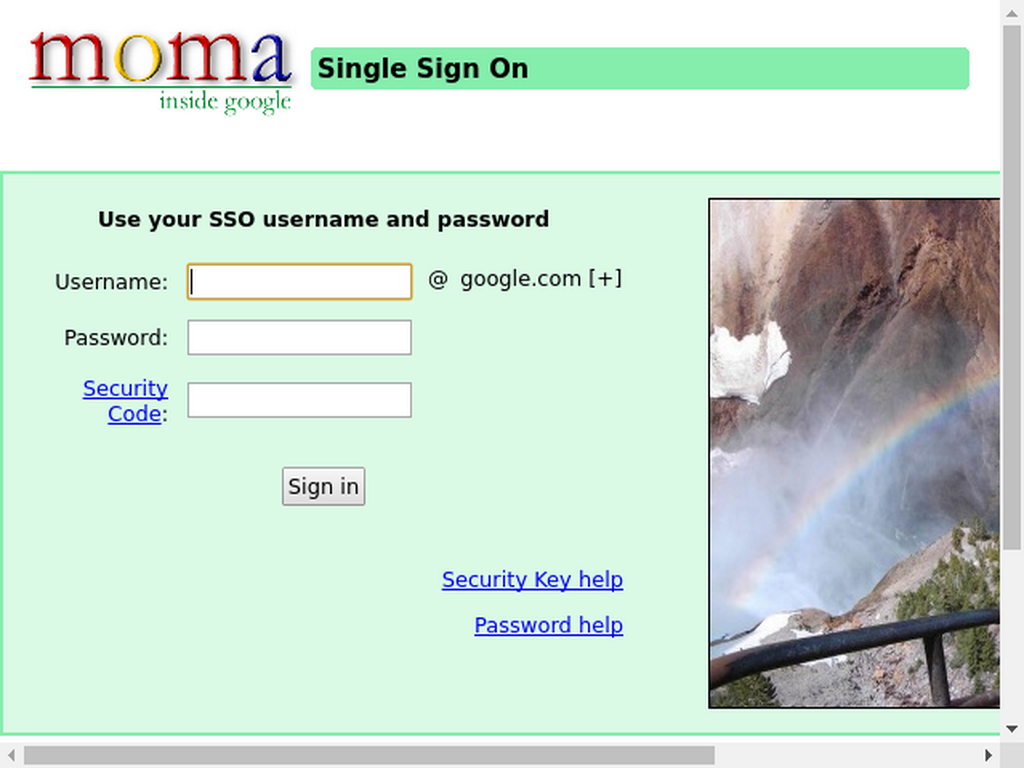 moma
inside google
Single Sign On
Use your SSO username and password
Username:
@ google.com [+]
Password:
Security
Code:
Sign in
Security Key help
Password help